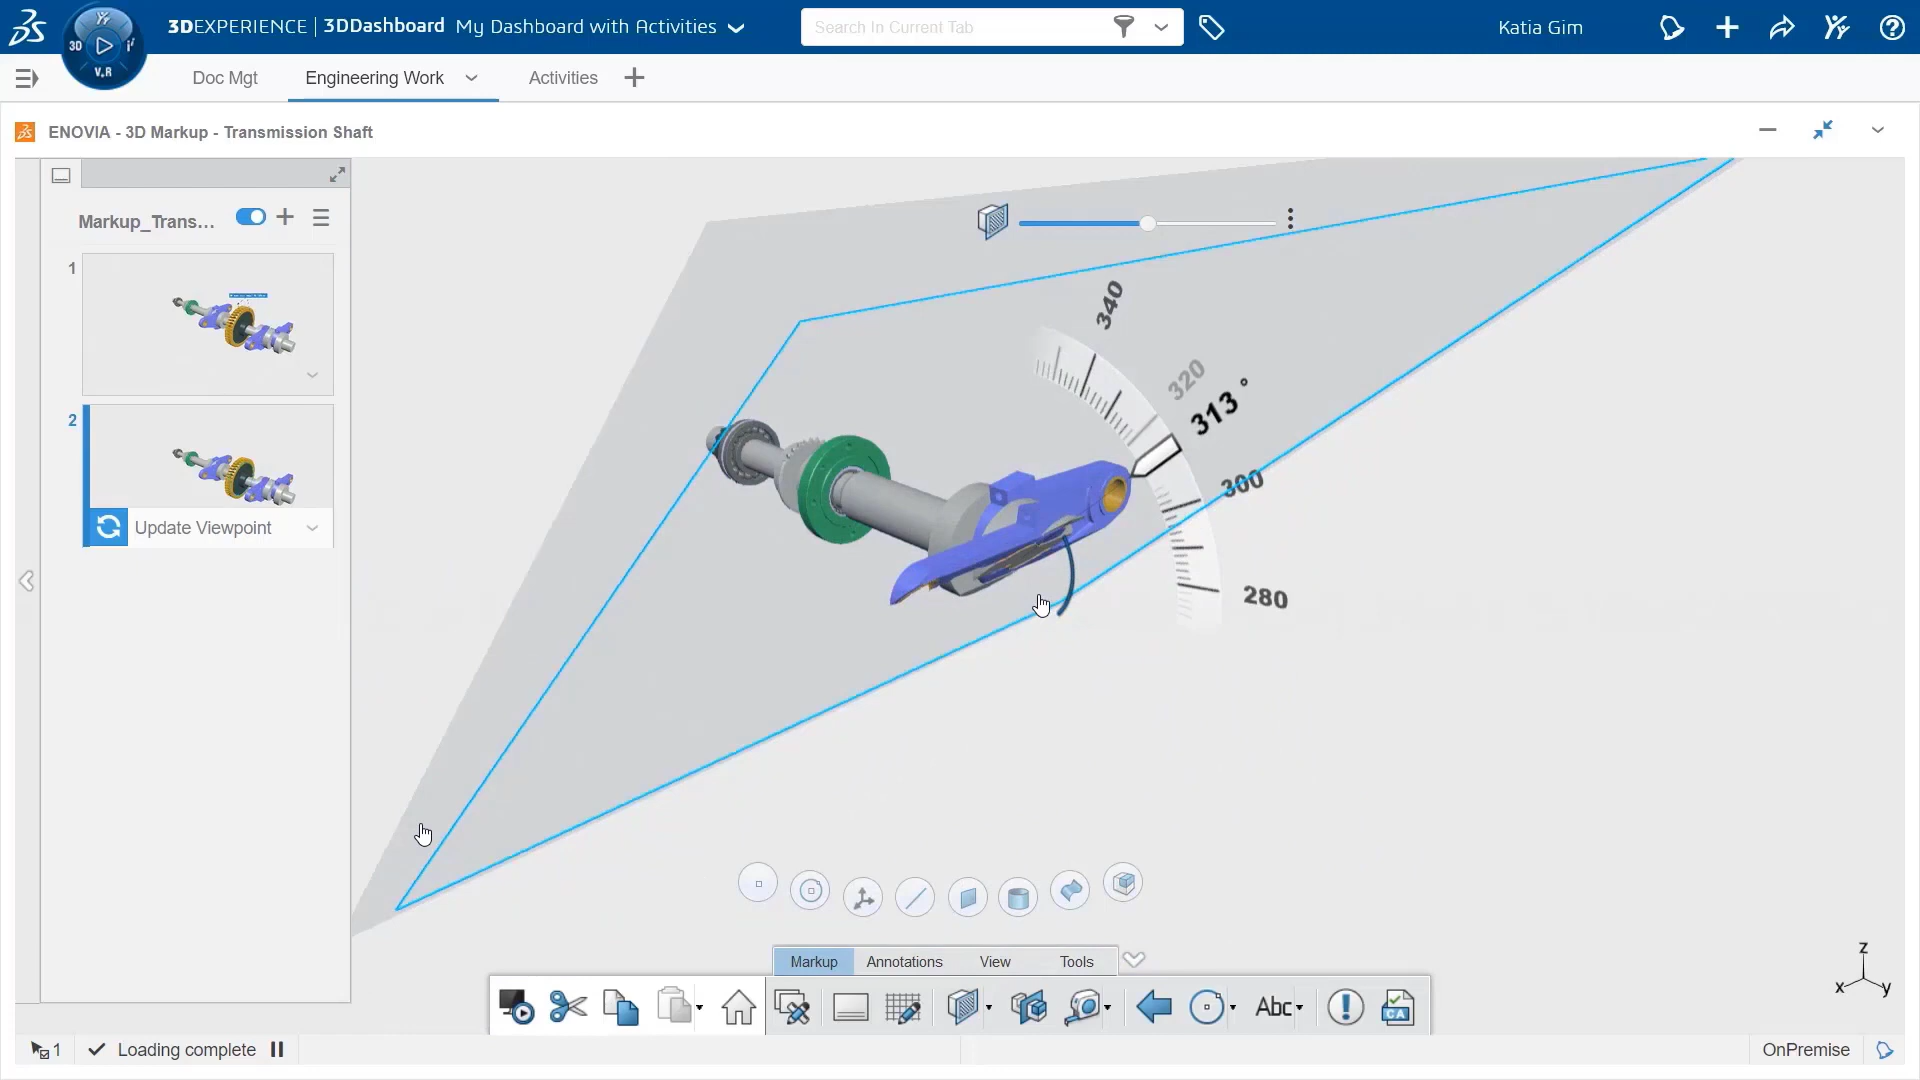 3DEXPERIENCE | 3DDashboard My Dashboard with Activities
Search In Current Tab
Katia Gim
3D
V.R
Doc Mgt
Engineering Work
Activities
ENOVIA - 3D Markup - Transmission Shaft
Markup_Trans...
1
2
Update Viewpoint
340
320
313°
300
280
Markup
Annotations
View
Tools
Abc
CA
z
x
y
1
Loading complete
OnPremise